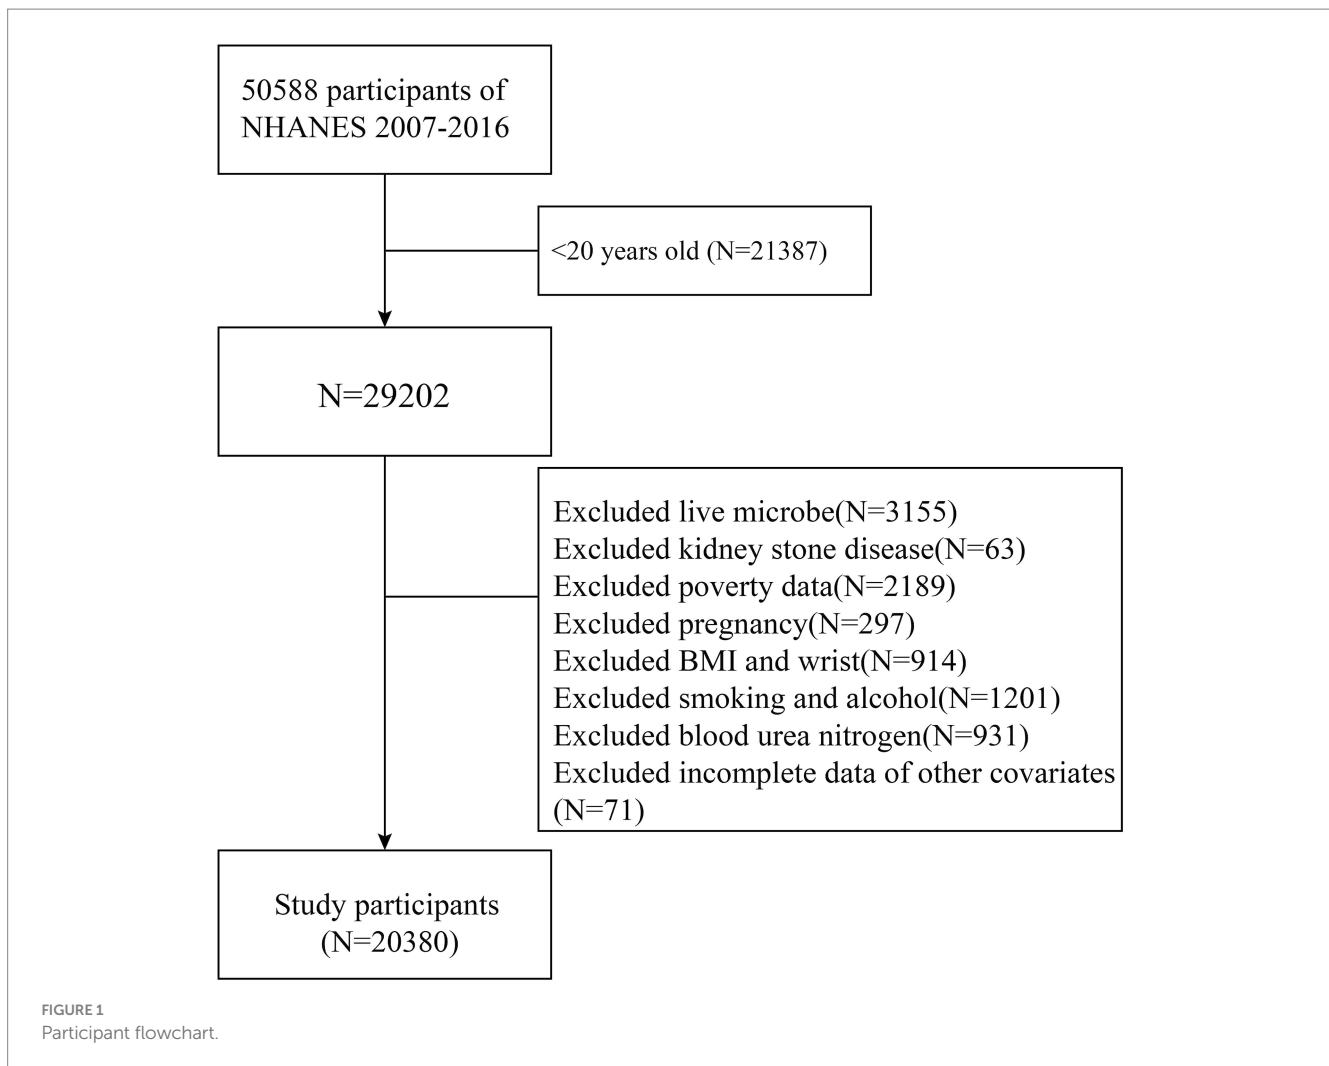 50588 participants of
NHANES 2007-2016
<20 years old (N=21387)
N=29202
Excluded live microbe(N=3155)
Excluded kidney stone disease(N=63)
Excluded poverty data(N=2189)
Excluded pregnancy(N=297)
Excluded BMI and wrist(N=914)
Excluded smoking and alcohol(N=1201)
Excluded blood urea nitrogen(N=931)
Excluded incomplete data of other covariates
(N=71)
Study participants
(N=20380)
FIGURE 1
Participant flowchart.